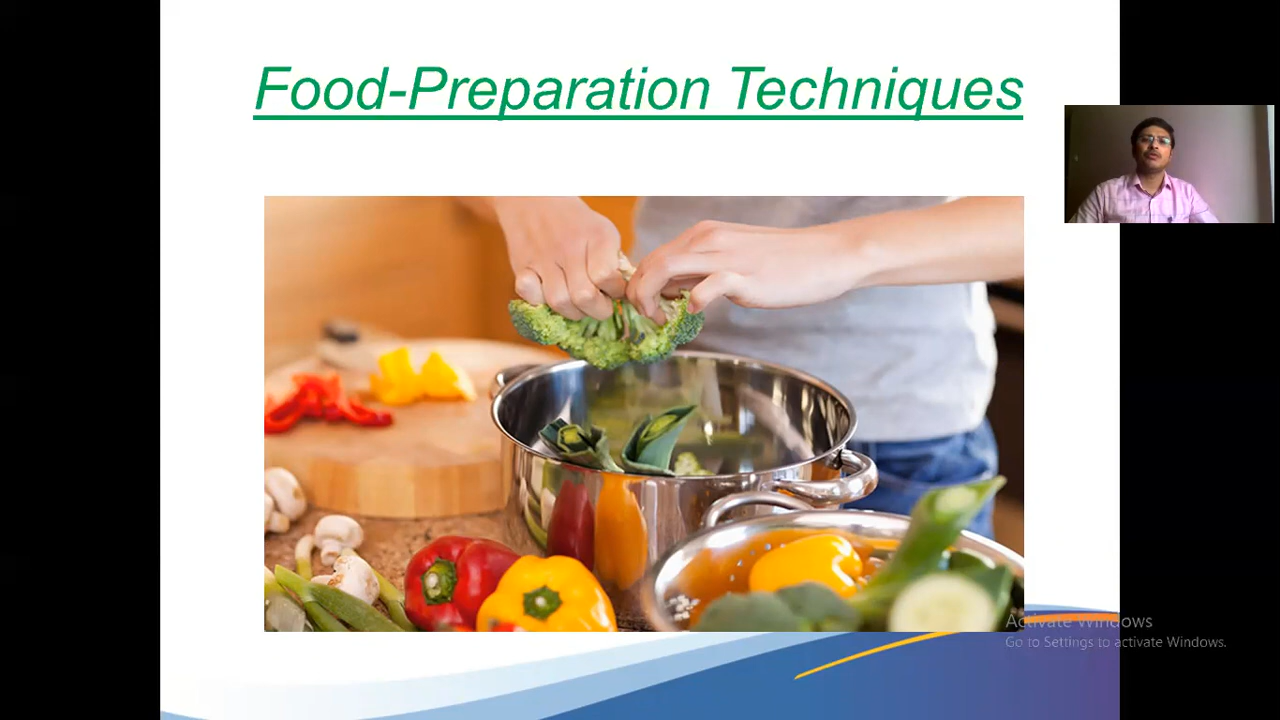 Food-Preparation Techniques
Activate Windows
Go to Settings to activate Windows.